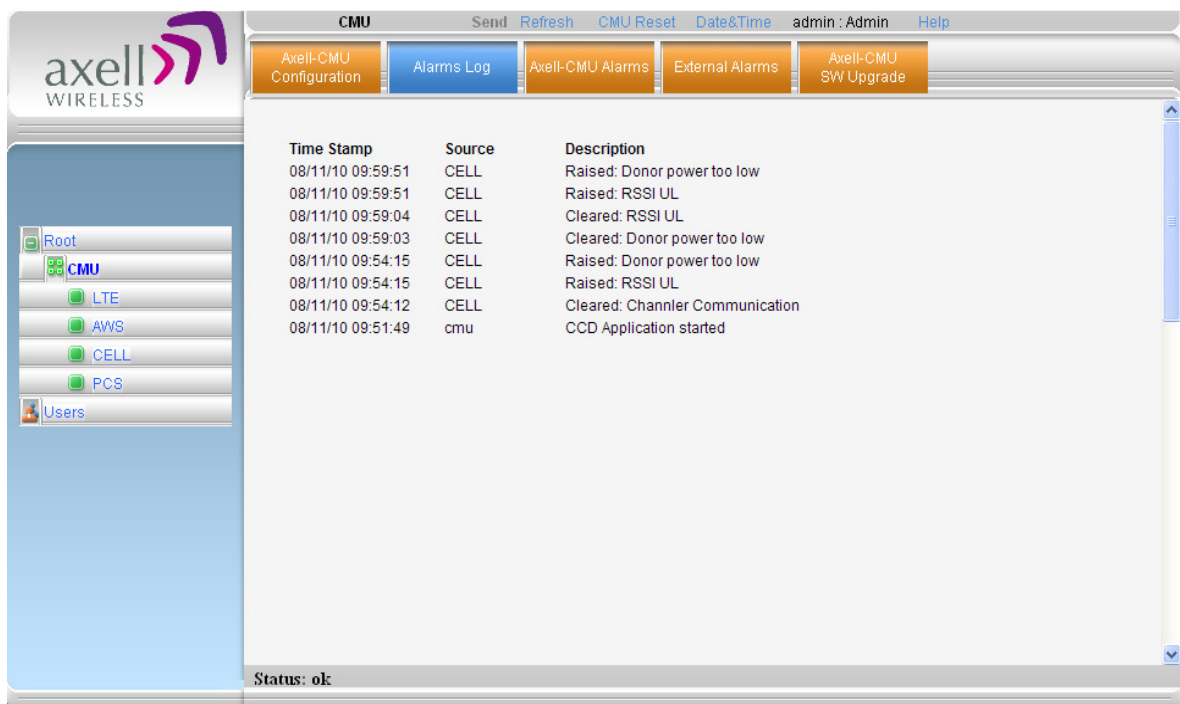 axell
WIRELESS
CMU Send Refresh CMU Reset Date&Time admin : Admin Help
Axell-CMU
Configuration
Alarms Log
Axell-CMU Alarms
External Alarms
Axell-CMU
SW Upgrade
Root
CMU
LTE
AWS
CELL
PCS
Users
Time Stamp Source Description
08/11/10 09:59:51 CELL Raised: Donor power too low
08/11/10 09:59:51 CELL Raised: RSSI UL
08/11/10 09:59:04 CELL Cleared: RSSI UL
08/11/10 09:59:03 CELL Cleared: Donor power too low
08/11/10 09:54:15 CELL Raised: Donor power too low
08/11/10 09:54:15 CELL Raised: RSSI UL
08/11/10 09:54:12 CELL Cleared: Channler Communication
08/11/10 09:51:49 cmu CCD Application started
Status: ok